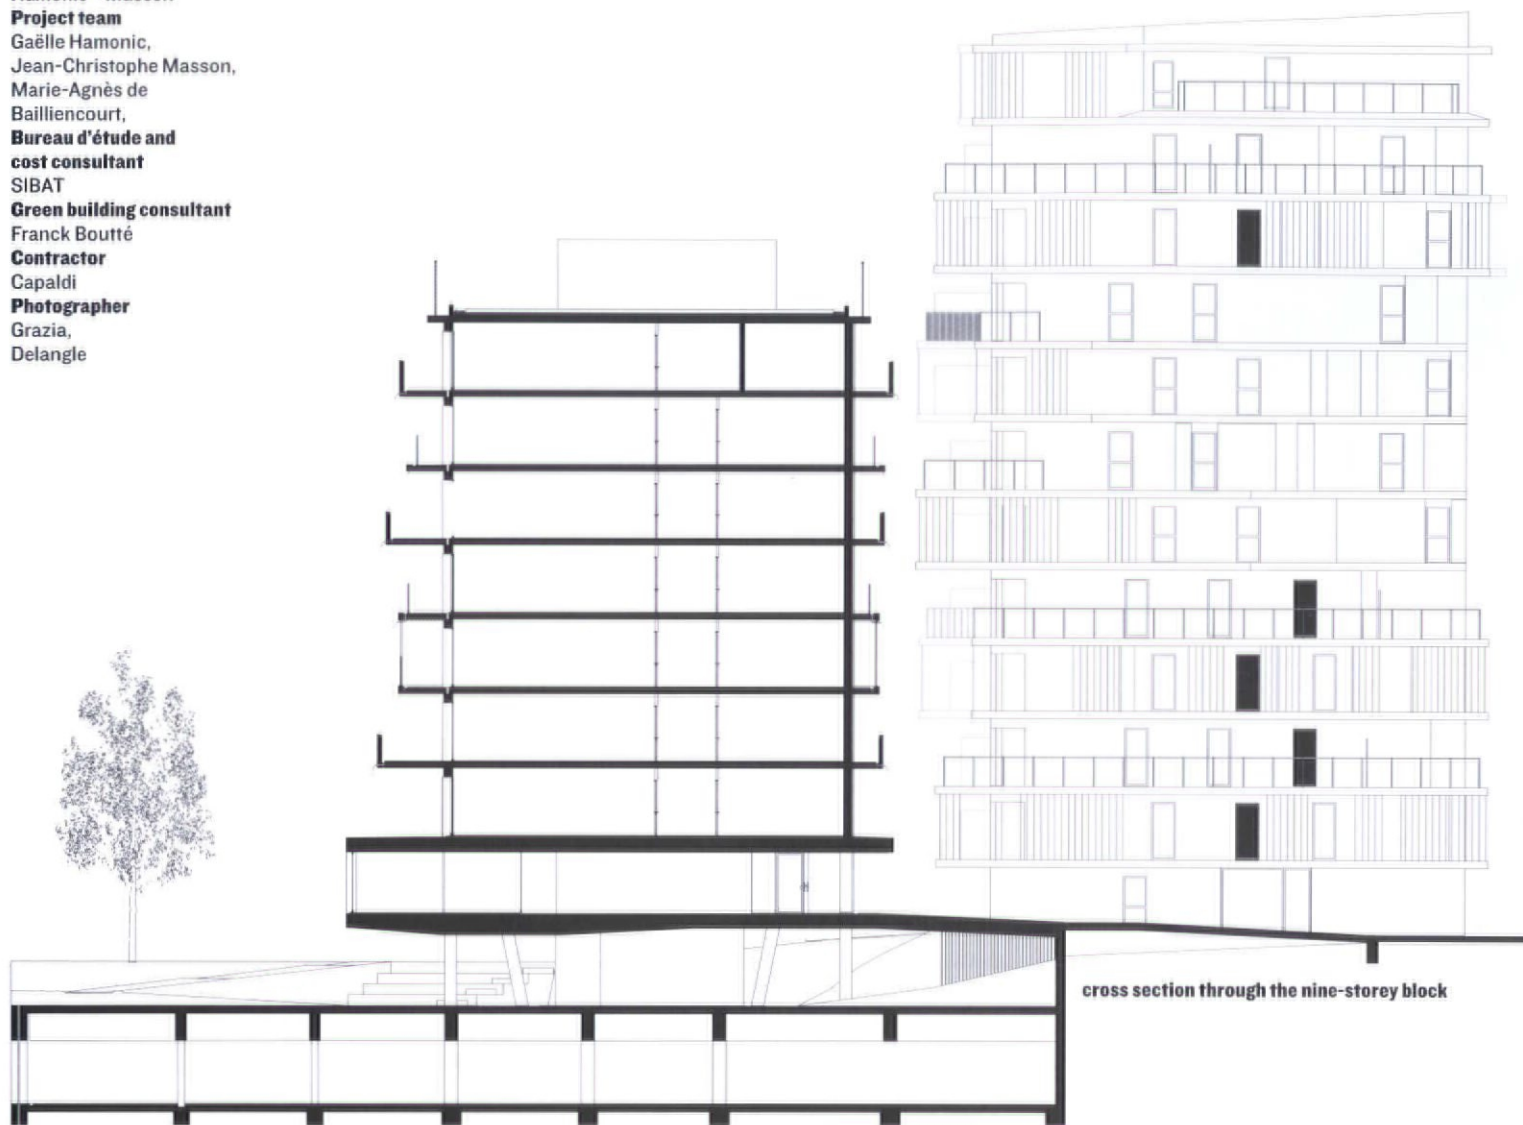 Project team
Gaëlle Hamonic,
Jean-Christophe Masson,
Marie-Agnès de
Bailliencourt,
Bureau d'étude and
cost consultant
SIBAT
Green building consultant
Franck Boutté
Contractor
Capaldi
Photographer
Grazia,
Delangle
cross section through the nine-storey block